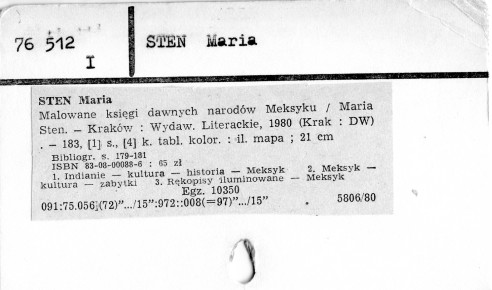 76 512
I
STEN Maria
STEN Maria
Malowane księgi dawnych narodów Meksyku / Maria
Sten. — Kraków : Wydaw. Literackie, 1980 (Krak : DW)
. — 183, [1] s., [4] k. tabl. kolor. : il. mapa ; 21 cm
Bibliogr. s. 179-181
ISBN 83-08-00088-6 : 65 zł
1. Indianie — kultura — historia — Meksyk 2. Meksyk —
kultura — zabytki 3. Rękopisy iluminowane — Meksyk
Egz. 10350
091:75.056:(72)".../15":972::008(=97)".../15" 5806/80